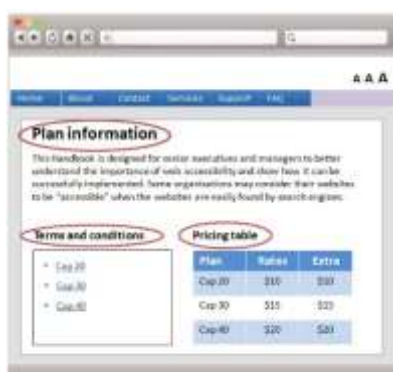 A A A
Home About Contact Services Support FAQ
Plan information
This Handbook is designed for senior executives and managers to better
understand the importance of web accessibility and show how it can be
successfully implemented. Some organisations may consider their websites
to be "accessible" when the websites are easily found by search engines.
Terms and conditions
Cap 20
Cap 30
Cap 40
Pricing table
Plan Rates Extra
Cap 20 $10 $10
Cap 30 $15 $15
Cap 40 $20 $20